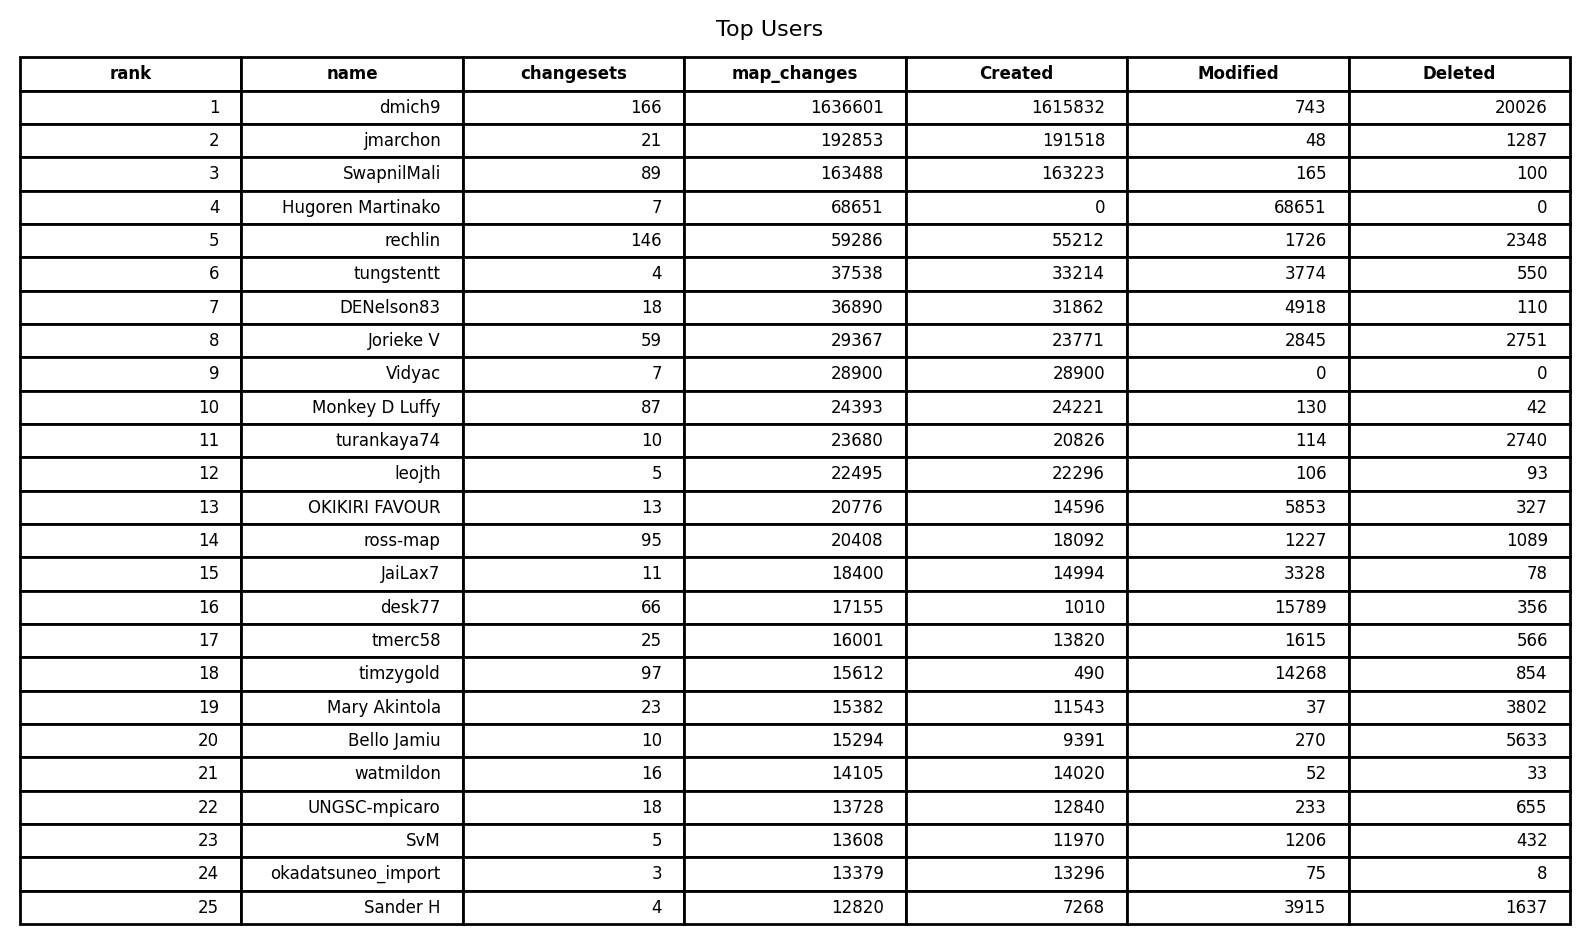 Top Users
rank name changesets map_changes Created Modified Deleted
1 dmich9 166 1636601 1615832 743 20026
2 jmarchon 21 192853 191518 48 1287
3 SwapnilMali 89 163488 163223 165 100
4 Hugoren Martinako 7 68651 0 68651 0
5 rechlin 146 59286 55212 1726 2348
6 tungstentt 4 37538 33214 3774 550
7 DENelson83 18 36890 31862 4918 110
8 Jorieke V 59 29367 23771 2845 2751
9 Vidyac 7 28900 28900 0 0
10 Monkey D Luffy 87 24393 24221 130 42
11 turankaya74 10 23680 20826 114 2740
12 leojth 5 22495 22296 106 93
13 OKIKIRI FAVOUR 13 20776 14596 5853 327
14 ross-map 95 20408 18092 1227 1089
15 JaiLax7 11 18400 14994 3328 78
16 desk77 66 17155 1010 15789 356
17 tmerc58 25 16001 13820 1615 566
18 timzygold 97 15612 490 14268 854
19 Mary Akintola 23 15382 11543 37 3802
20 Bello Jamiu 10 15294 9391 270 5633
21 watmildon 16 14105 14020 52 33
22 UNGSC-mpicaro 18 13728 12840 233 655
23 SvM 5 13608 11970 1206 432
24 okadatsuneo_import 3 13379 13296 75 8
25 Sander H 4 12820 7268 3915 1637